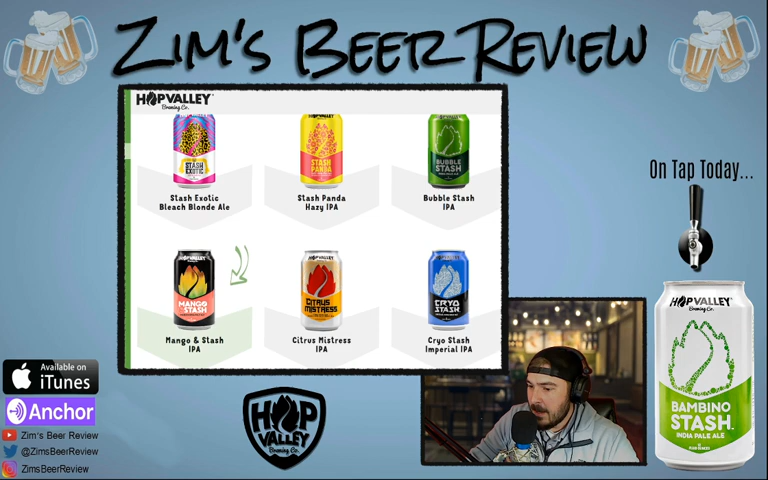 Zim's Beer Review
HOP VALLEY
Brewing Co.
STASH
EXOTIC
STASH
PANDA
BUBBLE
STASH
Stash Exotic
Bleach Blonde Ale
Stash Panda
Hazy IPA
Bubble Stash
IPA
On Tap Today...
MANGO
& STASH
CITRUS
MISTRESS
CRYO
STASH
Mango & Stash
IPA
Citrus Mistress
IPA
Cryo Stash
Imperial IPA
HOP VALLEY
Brewing Co.
BAMBINO
STASH
INDIA PALE ALE
Available on
iTunes
Anchor
Zim's Beer Review
@ZimsBeerReview
ZimsBeerReview
HOP
VALLEY
Brewing Co.